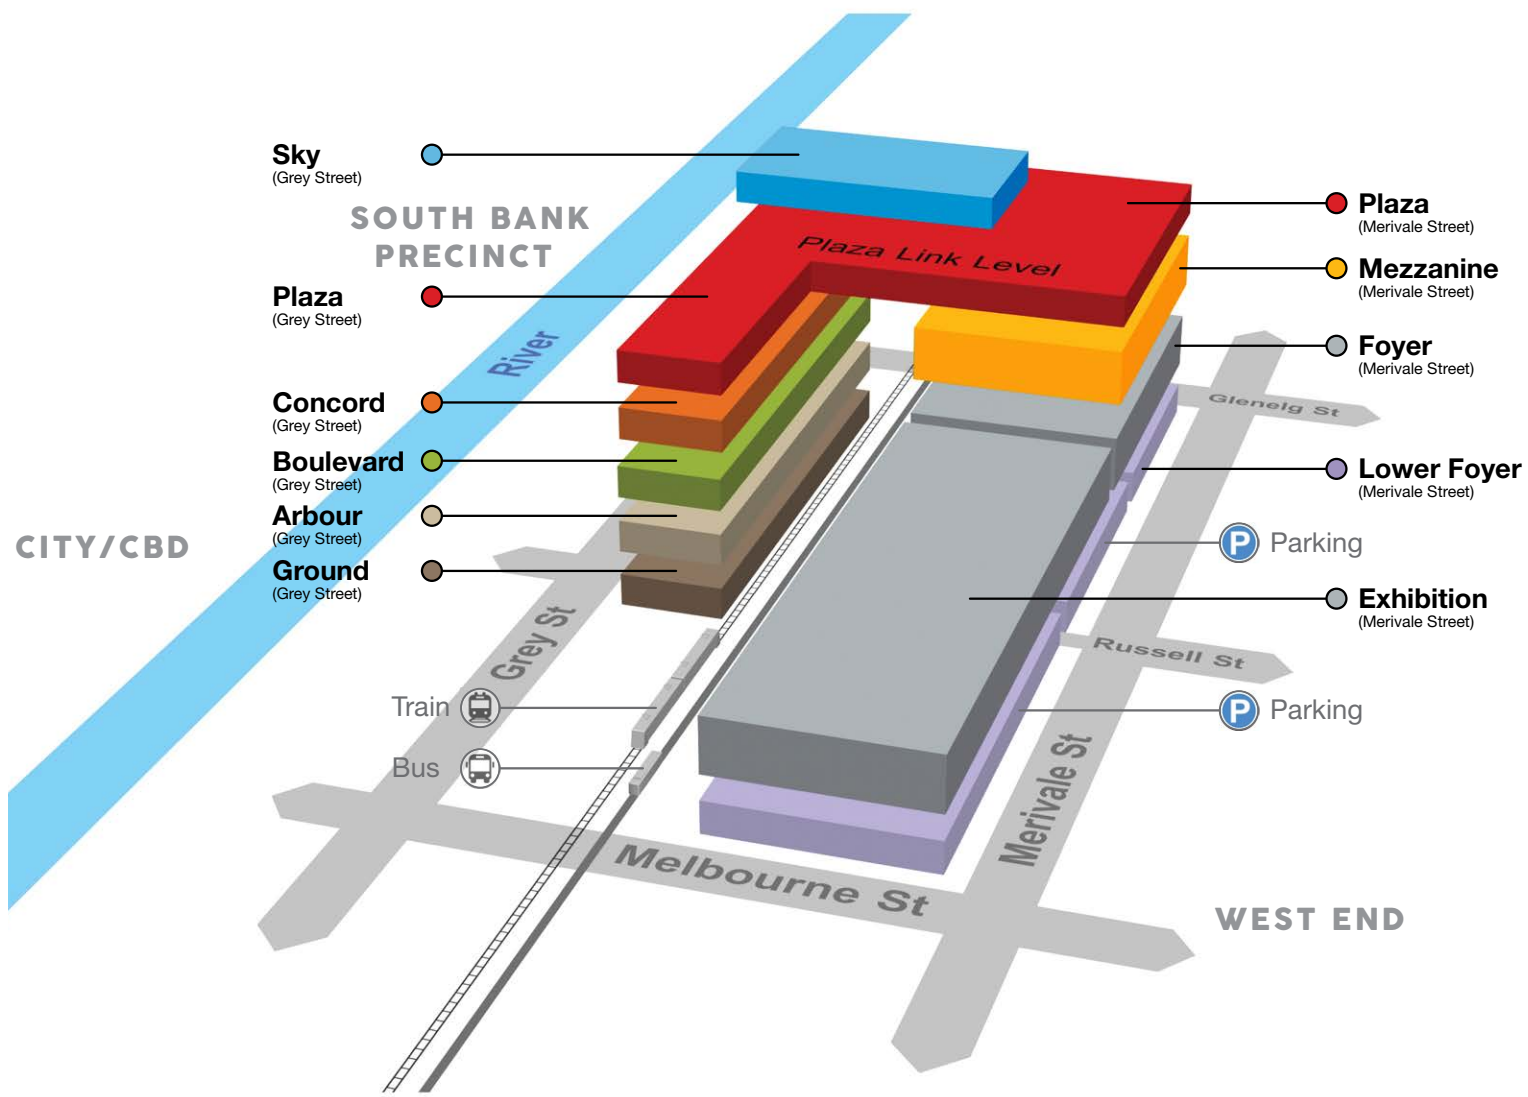 Sky
(Grey Street)
SOUTH BANK
PRECINCT
Plaza
(Grey Street)
River
Concord
(Grey Street)
Boulevard
(Grey Street)
Arbour
(Grey Street)
CITY/CBD
Ground
(Grey Street)
Grey St
Train
Bus
Plaza Link Level
Plaza
(Merivale Street)
Mezzanine
(Merivale Street)
Foyer
(Merivale Street)
Glenelg St
Lower Foyer
(Merivale Street)
P Parking
Exhibition
(Merivale Street)
Russell St
P Parking
Merivale St
Melbourne St
WEST END